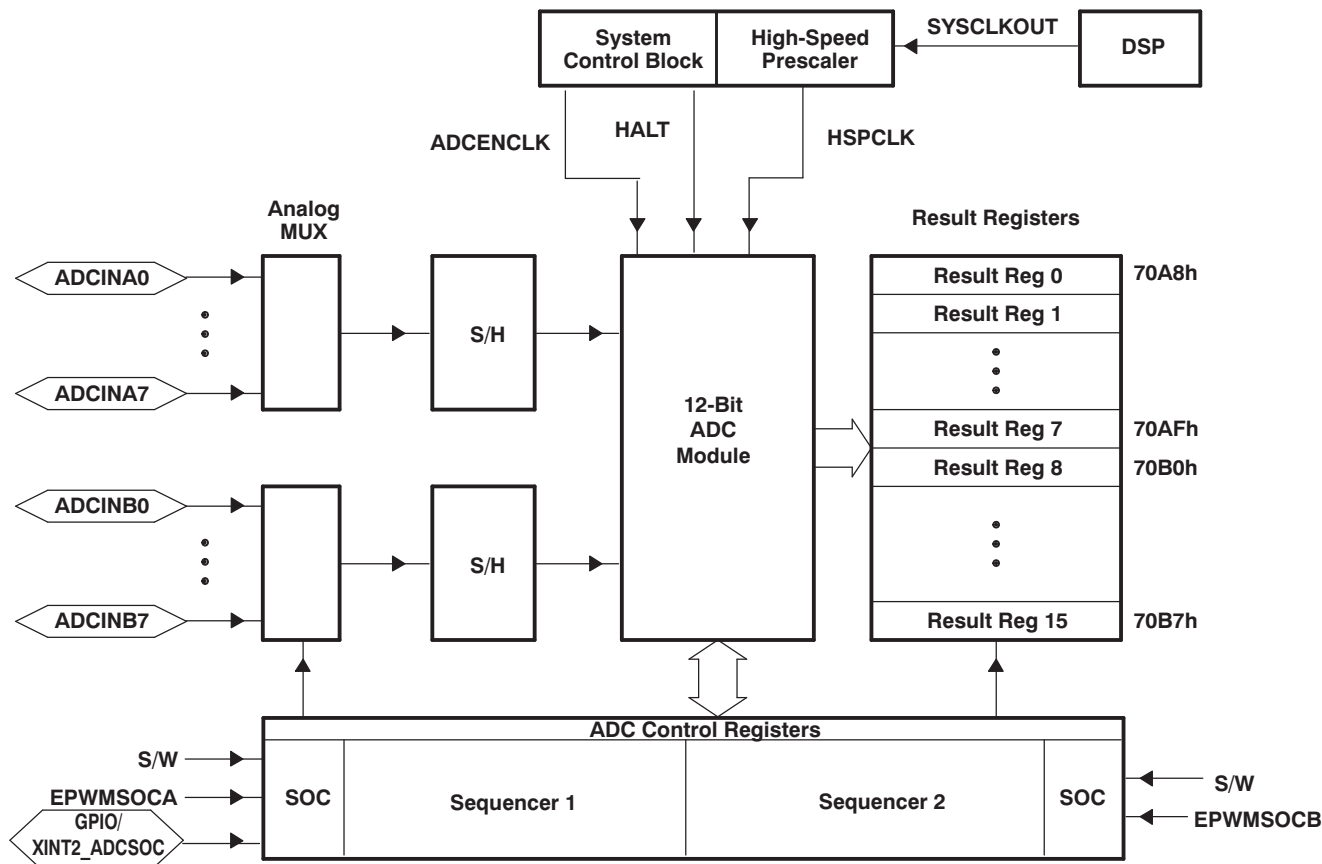 System
Control Block
High-Speed
Prescaler
SYSCLKOUT
DSP
ADCENCLK
HALT
HSPCLK
Analog
MUX
Result Registers
ADCINA0
ADCINA7
S/H
12-Bit
ADC
Module
Result Reg 0
70A8h
Result Reg 1
Result Reg 7
70AFh
Result Reg 8
70B0h
ADCINB0
ADCINB7
S/H
Result Reg 15
70B7h
ADC Control Registers
S/W
EPWMSOCA
GPIO/
XINT2_ADCSOC
SOC
Sequencer 1
Sequencer 2
SOC
S/W
EPWMSOCB